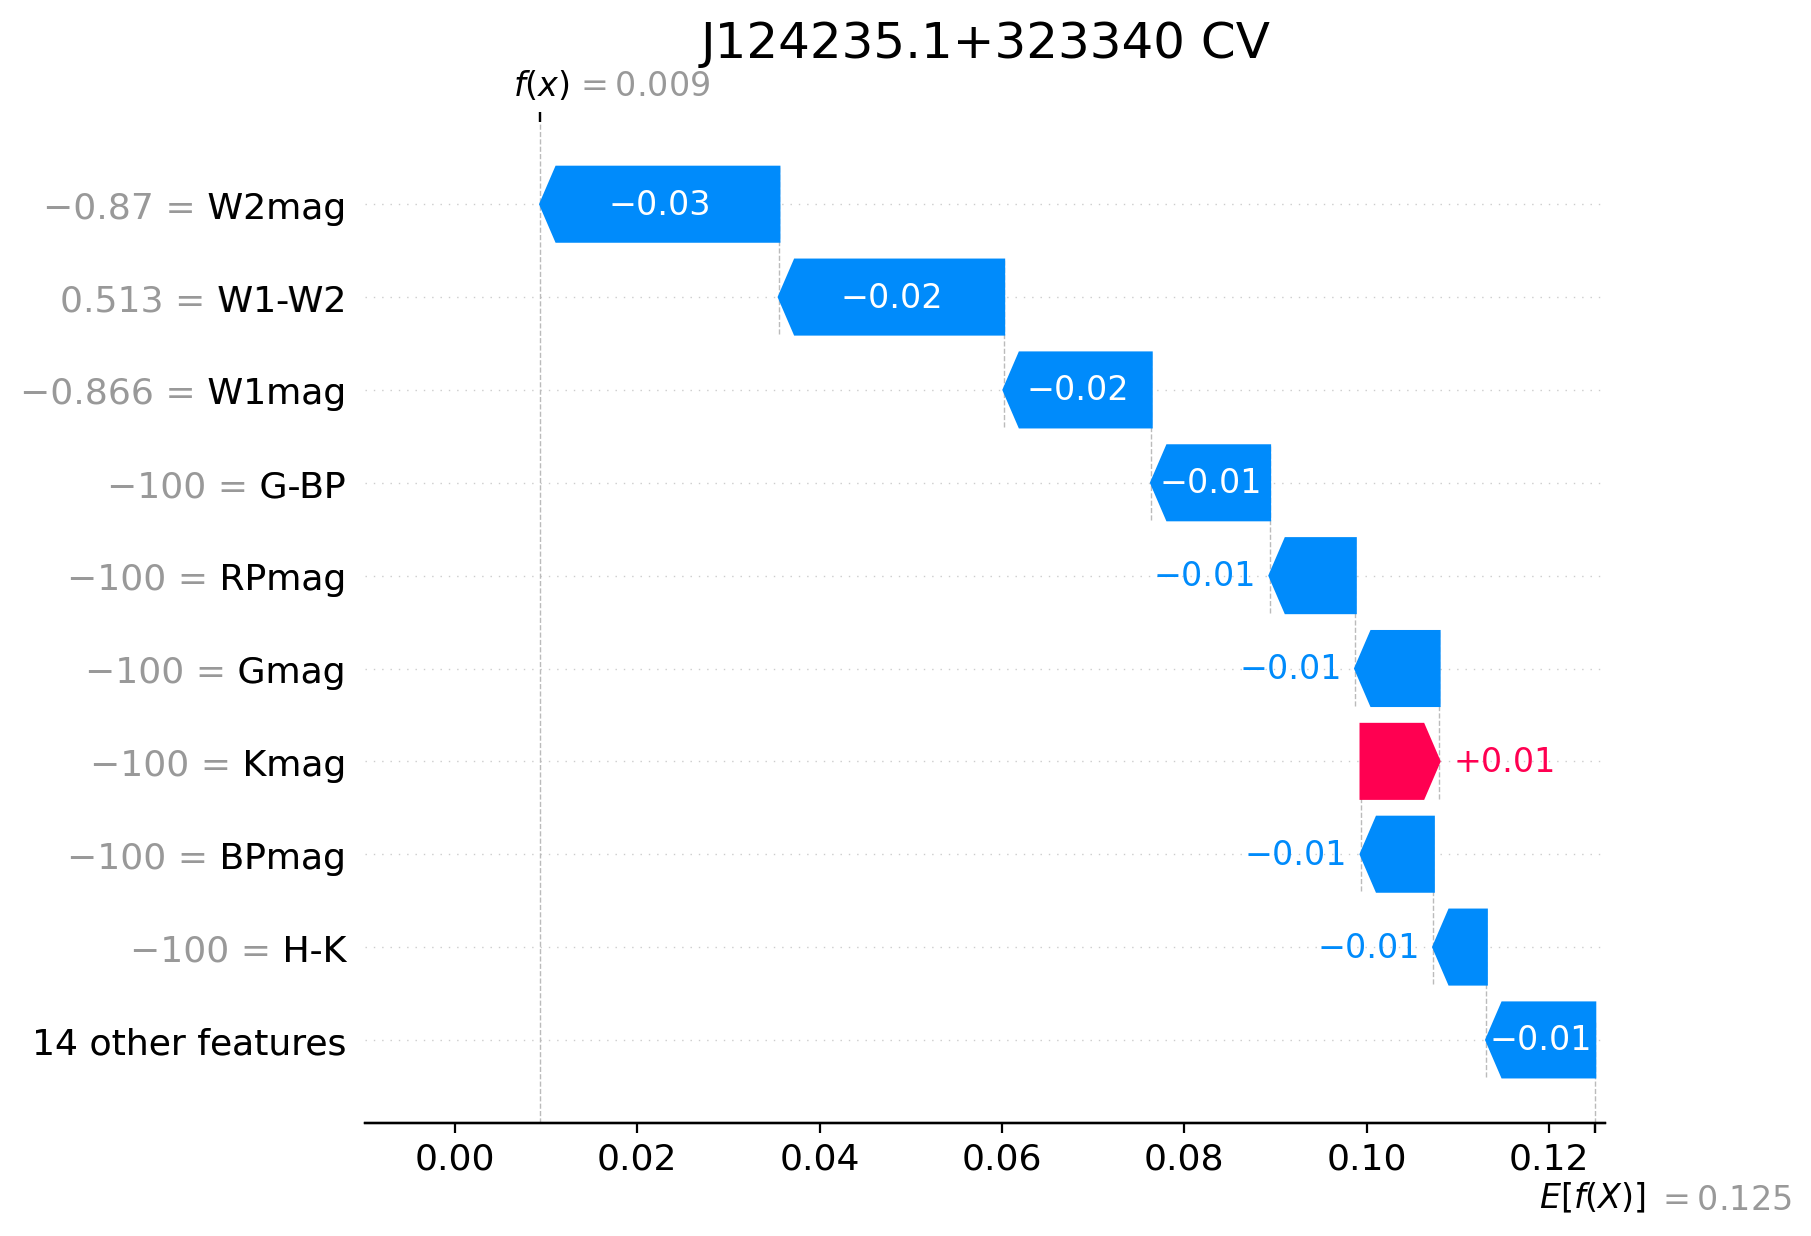 J124235.1+323340 CV
f(x) = 0.009
−0.87 = W2mag
−0.03
0.513 = W1-W2
−0.02
−0.866 = W1mag
−0.02
−100 = G-BP
−0.01
−100 = RPmag
−0.01
−100 = Gmag
−0.01
−100 = Kmag
+0.01
−100 = BPmag
−0.01
−100 = H-K
−0.01
14 other features
−0.01
0.00 0.02 0.04 0.06 0.08 0.10 0.12
E[f(X)] = 0.125